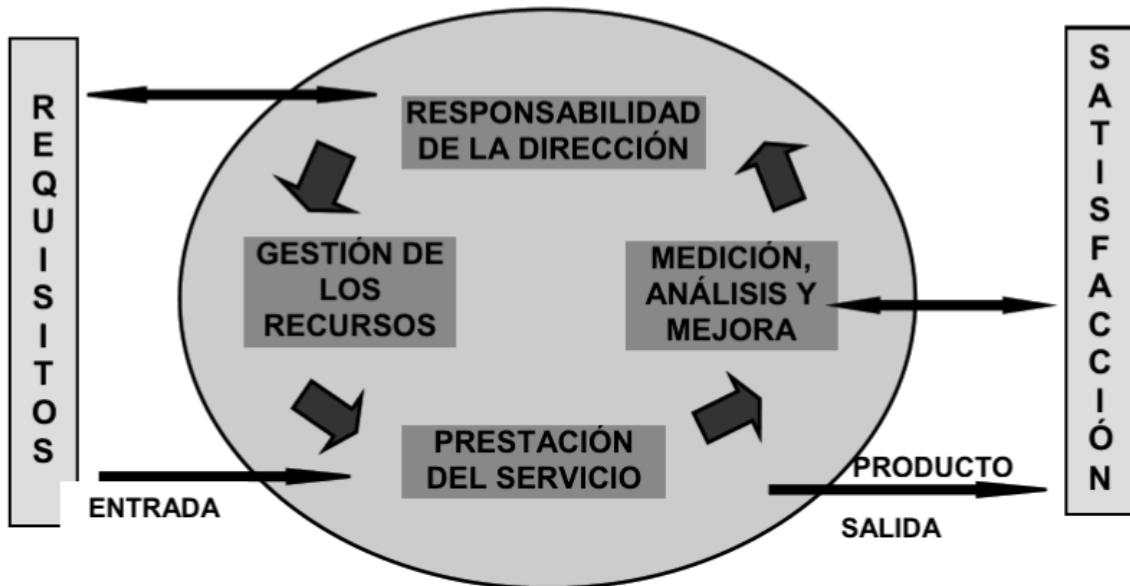 REQUISITOS
RESPONSABILIDAD
DE LA DIRECCIÓN
GESTIÓN DE
LOS
RECURSOS
MEDICIÓN,
ANÁLISIS Y
MEJORA
PRESTACIÓN
DEL SERVICIO
ENTRADA
PRODUCTO
SALIDA
SATISFACCIÓN